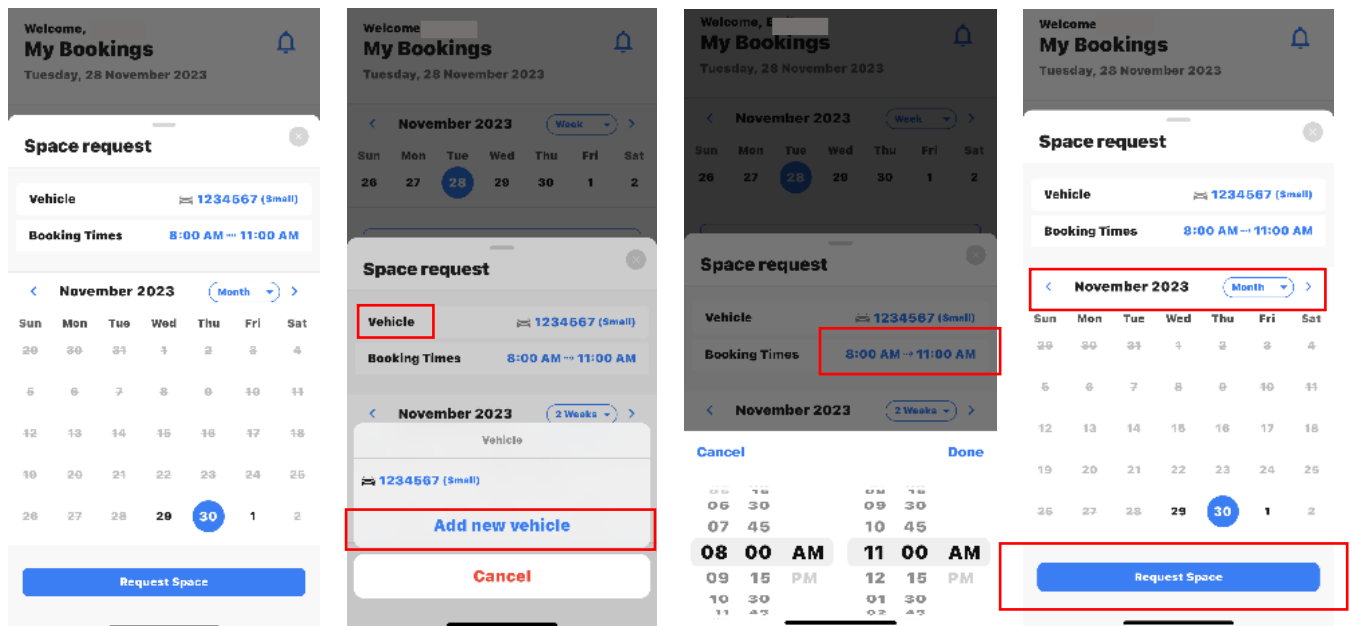 Welcome,
My Bookings
Tuesday, 28 November 2023
Space request
Vehicle 1234567 (Small)
Booking Times 8:00 AM → 11:00 AM
< November 2023 Month >
Sun Mon Tue Wed Thu Fri Sat
29 30 31 1 2 3 4
5 6 7 8 9 10 11
12 13 14 15 16 17 18
19 20 21 22 23 24 25
26 27 28 29 30 1 2
Request Space
Welcome
My Bookings
Tuesday, 28 November 2023
< November 2023 Week >
Sun Mon Tue Wed Thu Fri Sat
26 27 28 29 30 1 2
Space request
Vehicle 1234567 (Small)
Booking Times 8:00 AM → 11:00 AM
< November 2023 2 Weeks >
Vehicle
1234567 (Small)
Add new vehicle
Cancel
Welcome,
My Bookings
Tuesday, 28 November 2023
< November 2023 Week >
Sun Mon Tue Wed Thu Fri Sat
26 27 28 29 30 1 2
Space request
Vehicle 1234567 (Small)
Booking Times 8:00 AM → 11:00 AM
< November 2023 2 Weeks >
Cancel Done
06 30 09 30
07 45 10 45
08 00 AM 11 00 AM
09 15 PM 12 15 PM
10 30 01 30
Welcome
My Bookings
Tuesday, 28 November 2023
Space request
Vehicle 1234567 (Small)
Booking Times 8:00 AM → 11:00 AM
< November 2023 Month >
Sun Mon Tue Wed Thu Fri Sat
29 30 31 1 2 3 4
5 6 7 8 9 10 11
12 13 14 15 16 17 18
19 20 21 22 23 24 25
26 27 28 29 30 1 2
Request Space